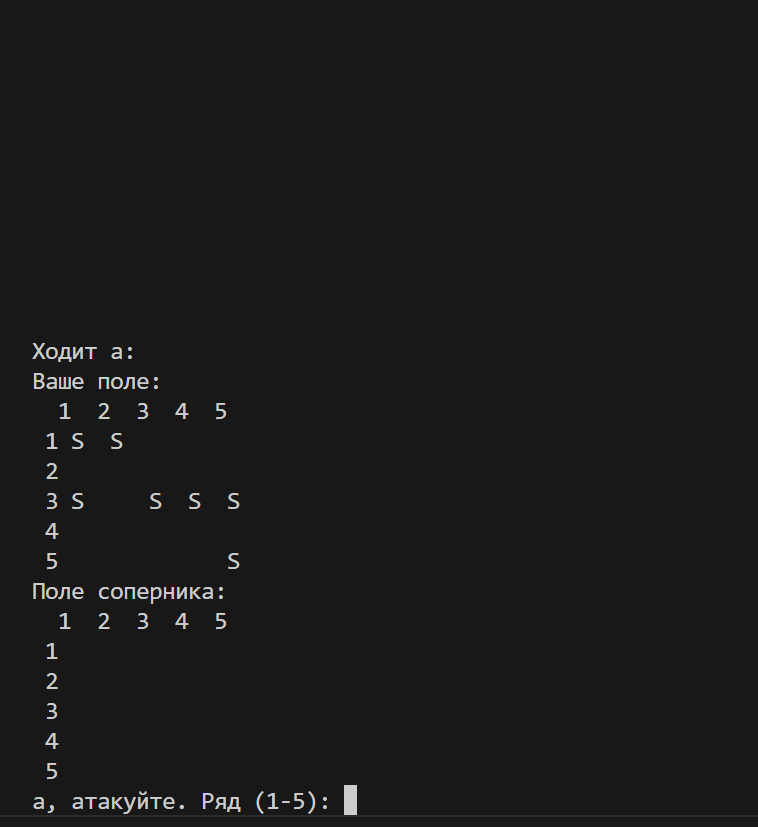 Ходит a:
Ваше поле:
  1  2  3  4  5
 1 S  S
 2
 3 S     S  S  S
 4
 5             S
Поле соперника:
  1  2  3  4  5
 1
 2
 3
 4
 5
a, атакуйте. Ряд (1-5):